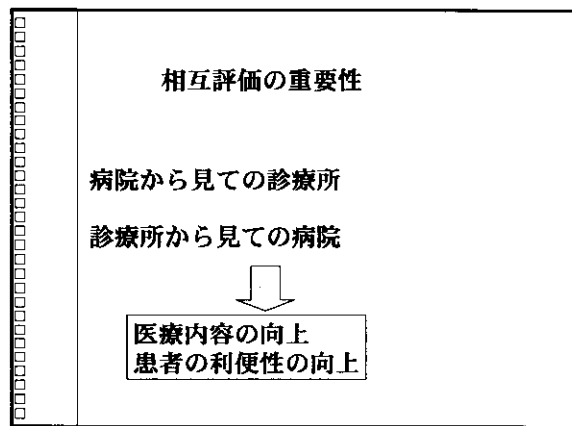 相互評価の重要性
病院から見ての診療所
診療所から見ての病院
医療内容の向上
患者の利便性の向上